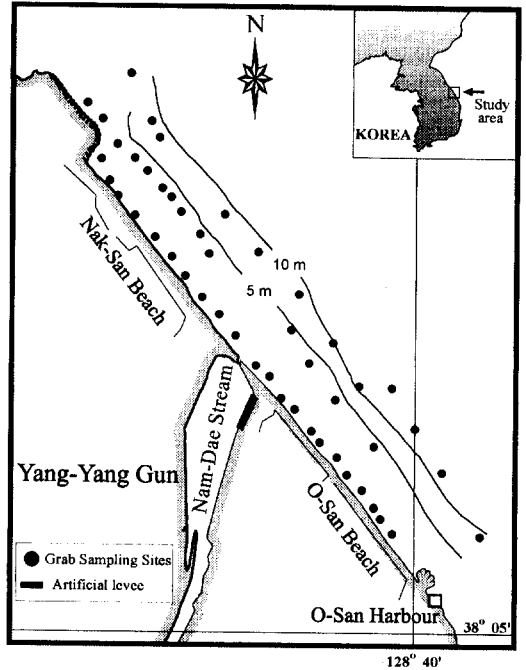 N
KOREA
Study
area
10 m
5 m
Nak-San Beach
Nam-Dae Stream
Yang-Yang Gun
O-San Beach
Grab Sampling Sites
Artificial levee
O-San Harbour
38° 05'
128° 40'